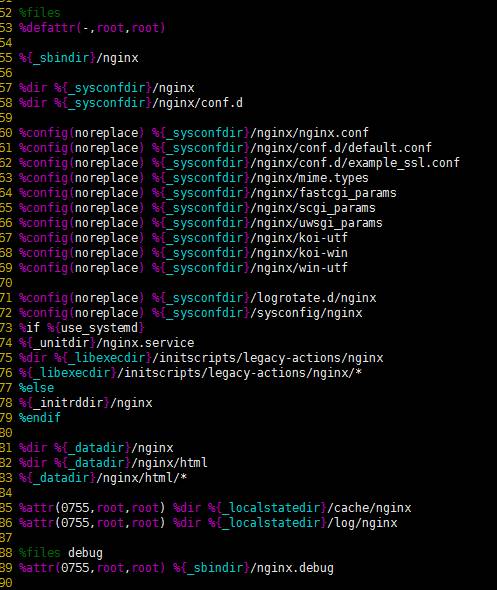 52 %files
53 %defattr(-,root,root)
54
55 %{_sbindir}/nginx
56
57 %dir %{_sysconfdir}/nginx
58 %dir %{_sysconfdir}/nginx/conf.d
59
60 %config(noreplace) %{_sysconfdir}/nginx/nginx.conf
61 %config(noreplace) %{_sysconfdir}/nginx/conf.d/default.conf
62 %config(noreplace) %{_sysconfdir}/nginx/conf.d/example_ssl.conf
63 %config(noreplace) %{_sysconfdir}/nginx/mime.types
64 %config(noreplace) %{_sysconfdir}/nginx/fastcgi_params
65 %config(noreplace) %{_sysconfdir}/nginx/scgi_params
66 %config(noreplace) %{_sysconfdir}/nginx/uwsgi_params
67 %config(noreplace) %{_sysconfdir}/nginx/koi-utf
68 %config(noreplace) %{_sysconfdir}/nginx/koi-win
69 %config(noreplace) %{_sysconfdir}/nginx/win-utf
70
71 %config(noreplace) %{_sysconfdir}/logrotate.d/nginx
72 %config(noreplace) %{_sysconfdir}/sysconfig/nginx
73 %if %{use_systemd}
74 %{_unitdir}/nginx.service
75 %dir %{_libexecdir}/initscripts/legacy-actions/nginx
76 %{_libexecdir}/initscripts/legacy-actions/nginx/*
77 %else
78 %{_initrddir}/nginx
79 %endif
80
81 %dir %{_datadir}/nginx
82 %dir %{_datadir}/nginx/html
83 %{_datadir}/nginx/html/*
84
85 %attr(0755,root,root) %dir %{_localstatedir}/cache/nginx
86 %attr(0755,root,root) %dir %{_localstatedir}/log/nginx
87
88 %files debug
89 %attr(0755,root,root) %{_sbindir}/nginx.debug
90